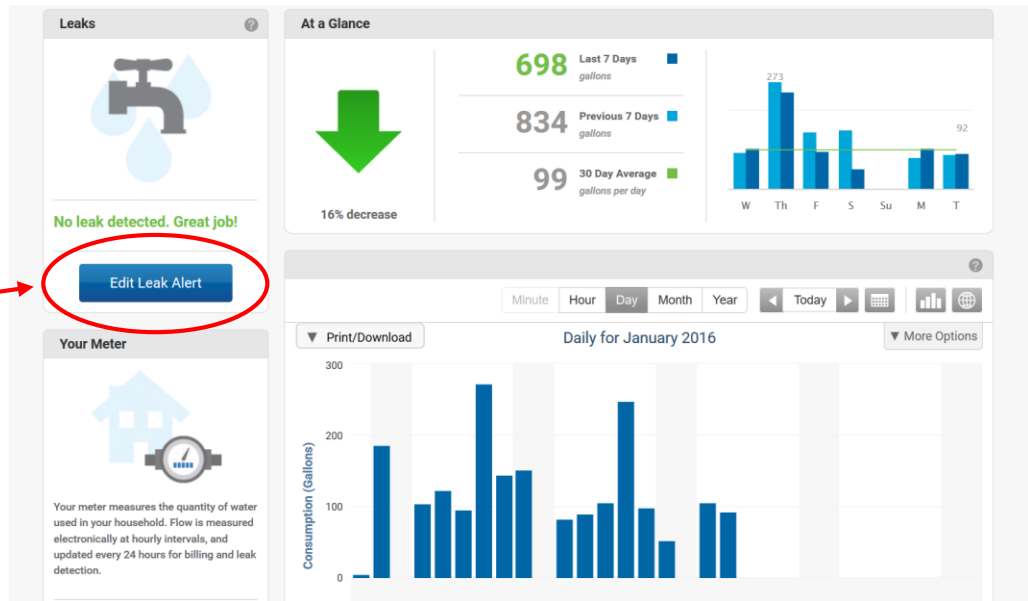 Leaks
?
No leak detected. Great job!
Edit Leak Alert
Your Meter
Your meter measures the quantity of water
used in your household. Flow is measured
electronically at hourly intervals, and
updated every 24 hours for billing and leak
detection.
At a Glance
16% decrease
698 Last 7 Days
gallons
834 Previous 7 Days
gallons
99 30 Day Average
gallons per day
273
92
W Th F S Su M T
?
Minute Hour Day Month Year Today
Print/Download
Daily for January 2016
More Options
Consumption (Gallons)
300
200
100
0